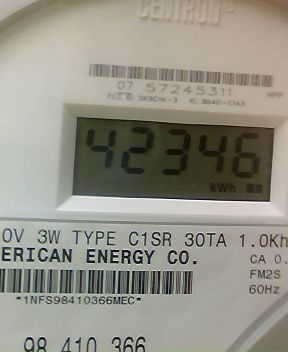 CENTRON
07 57245311
42346
kWh
0V 3W TYPE C1SR 30TA 1.0Kh
ERICAN ENERGY CO.
CA 0.
FM2S
60Hz
*1NFS98410366MEC*
98 410 366